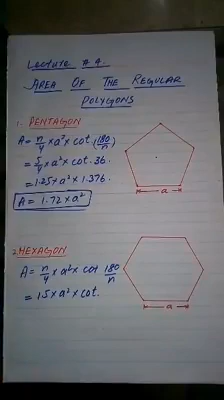 Lecture # 9.
AREA OF THE REGULAR
POLYGONS
1. PENTAGON
A = n/4 × a² × cot (180/n)
= 5/4 × a² × cot 36.
= 1.25 × a² × 1.376.
A = 1.72 × a²
a
2. HEXAGON
A = n/4 × a² × cot 180/n
= 1.5 × a² × cot.
a